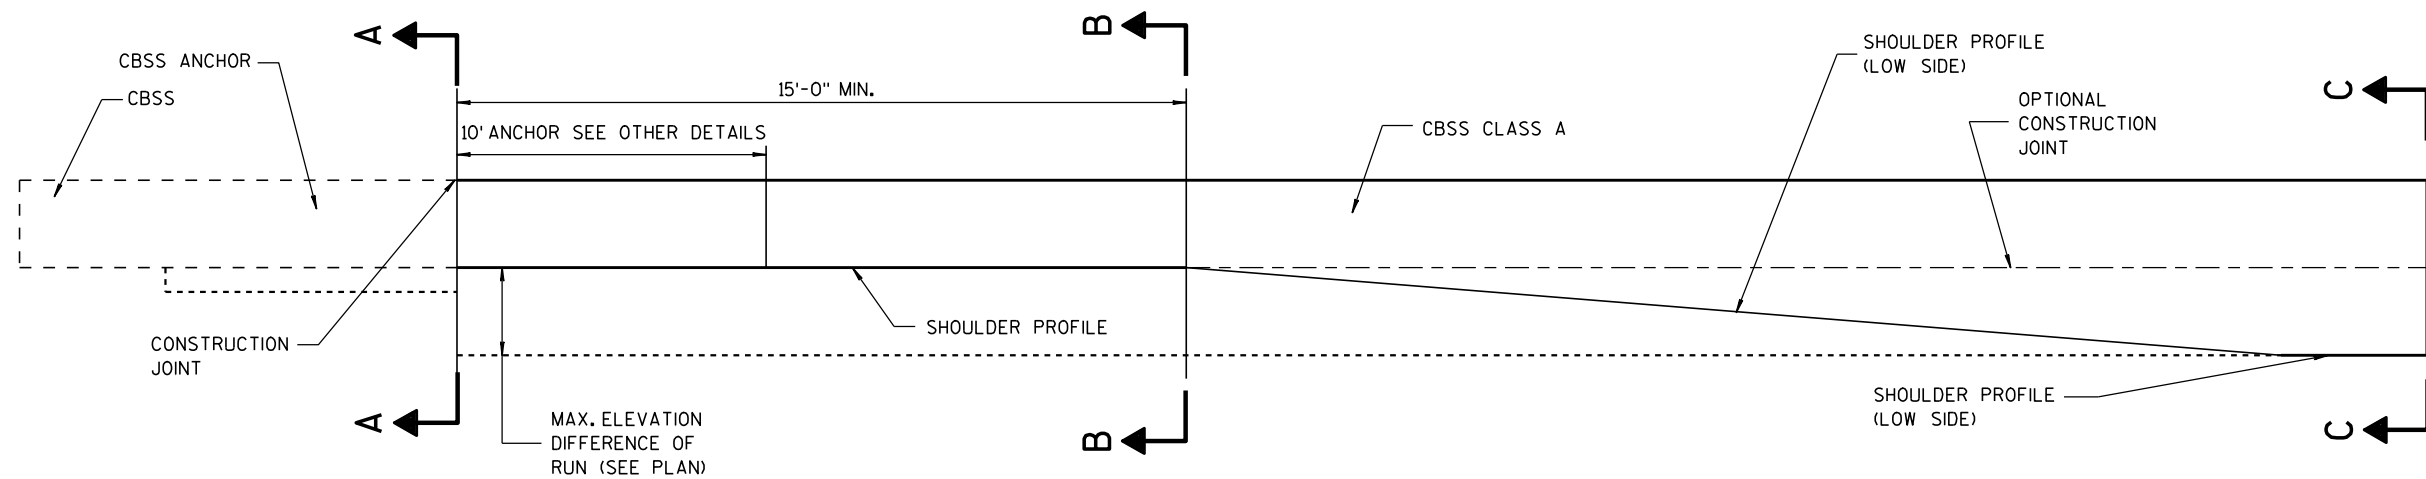 A
B
C
CBSS ANCHOR
CBSS
15'-0" MIN.
10' ANCHOR SEE OTHER DETAILS
CBSS CLASS A
SHOULDER PROFILE
(LOW SIDE)
OPTIONAL
CONSTRUCTION
JOINT
CONSTRUCTION
JOINT
SHOULDER PROFILE
MAX. ELEVATION
DIFFERENCE OF
RUN (SEE PLAN)
SHOULDER PROFILE
(LOW SIDE)
A
B
C